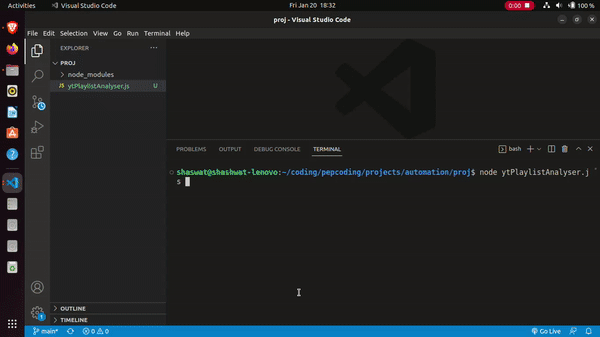 Activities
Visual Studio Code
Fri Jan 20 18:32
0:00
100 %
proj - Visual Studio Code
File Edit Selection View Go Run Terminal Help
EXPLORER
PROJ
node_modules
ytPlaylistAnalyser.js U
OUTLINE
TIMELINE
PROBLEMS OUTPUT DEBUG CONSOLE TERMINAL
bash
shaswat@shashwat-lenovo:~/coding/pepcoding/projects/automation/proj$ node ytPlaylistAnalyser.j
s
1
main*
0 0
Go Live
Prettier